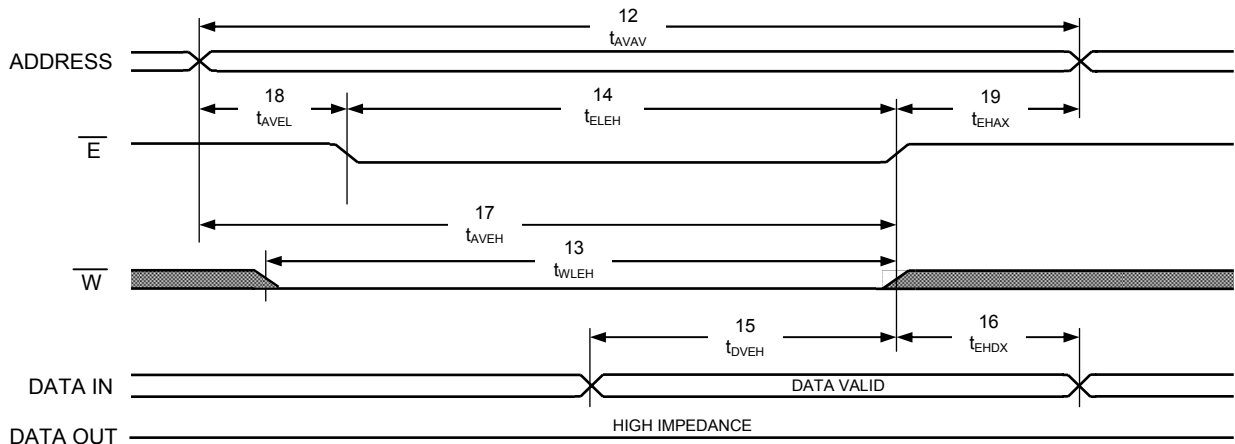 12
tAVAV
ADDRESS
18
tAVEL
14
tELEH
19
tEHAX
E
17
tAVEH
13
tWLEH
W
15
tDVEH
16
tEHDX
DATA IN
DATA VALID
DATA OUT
HIGH IMPEDANCE